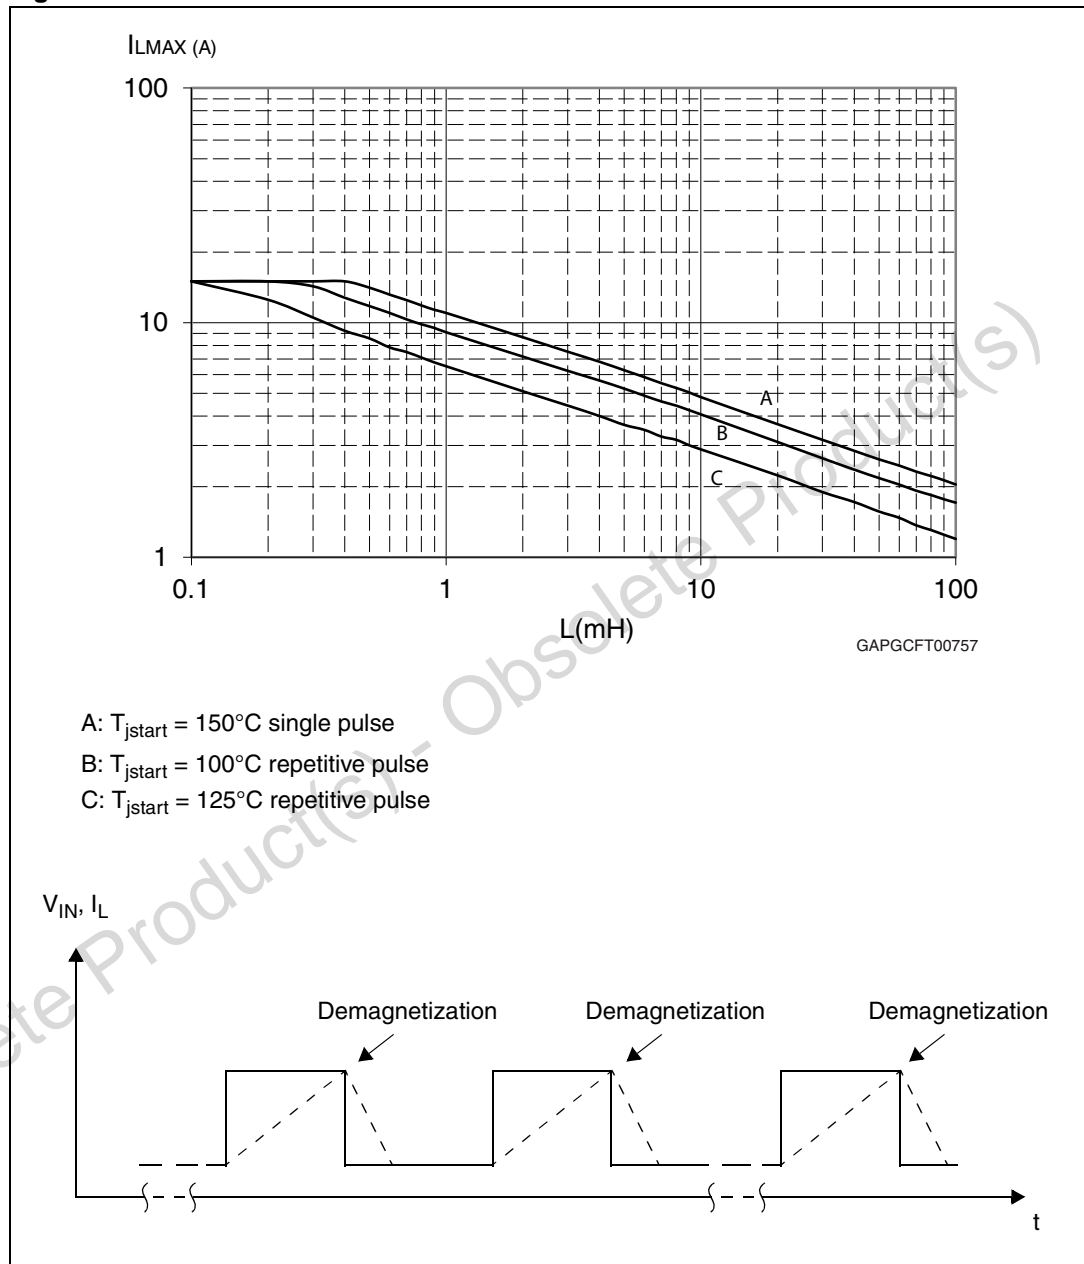 ILMAX (A)
100
10
1
0.1 1 10 100
A
B
C
L(mH)
GAPGCFT00757
A: Tjstart = 150°C single pulse
B: Tjstart = 100°C repetitive pulse
C: Tjstart = 125°C repetitive pulse
VIN, IL
Demagnetization Demagnetization Demagnetization
t
ete Product(s) - Obsolete Product(s)